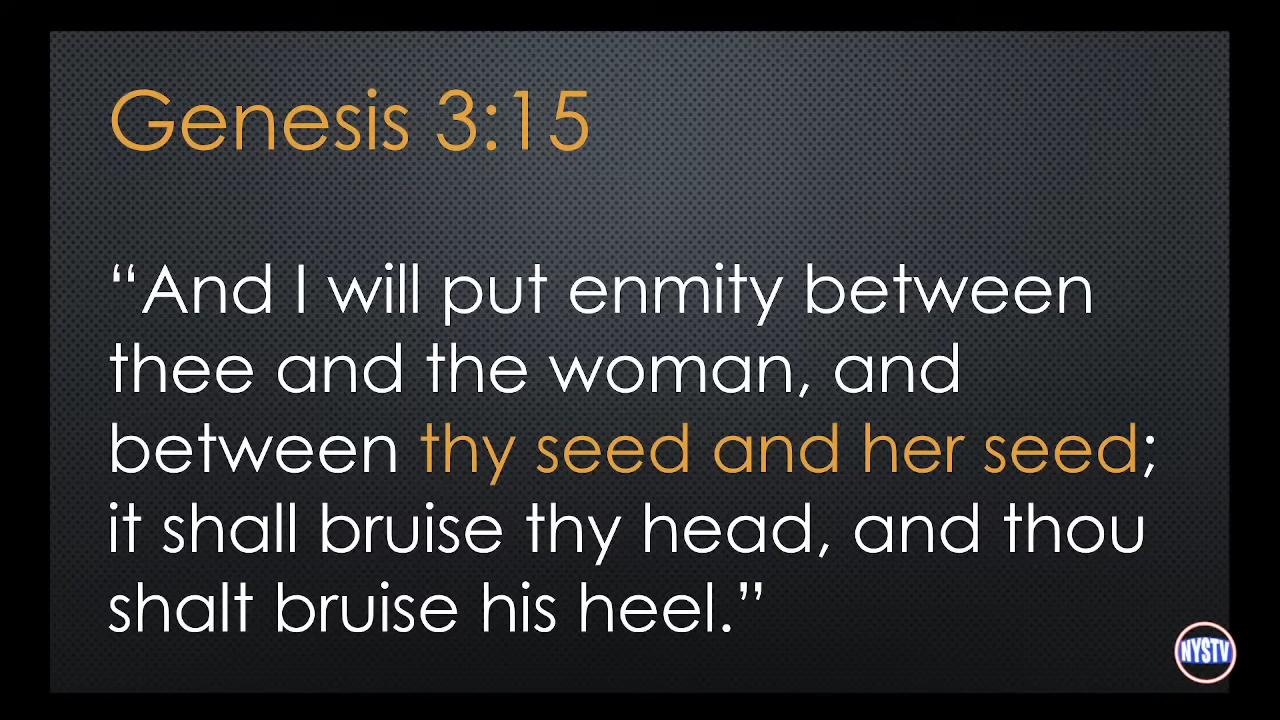 Genesis 3:15
“And I will put enmity between
thee and the woman, and
between thy seed and her seed;
it shall bruise thy head, and thou
shalt bruise his heel.”
NYSTV